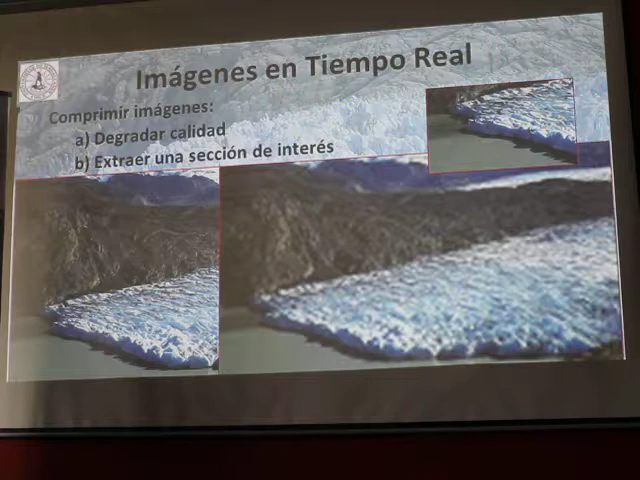 Imágenes en Tiempo Real
Comprimir imágenes:
a) Degradar calidad
b) Extraer una sección de interés